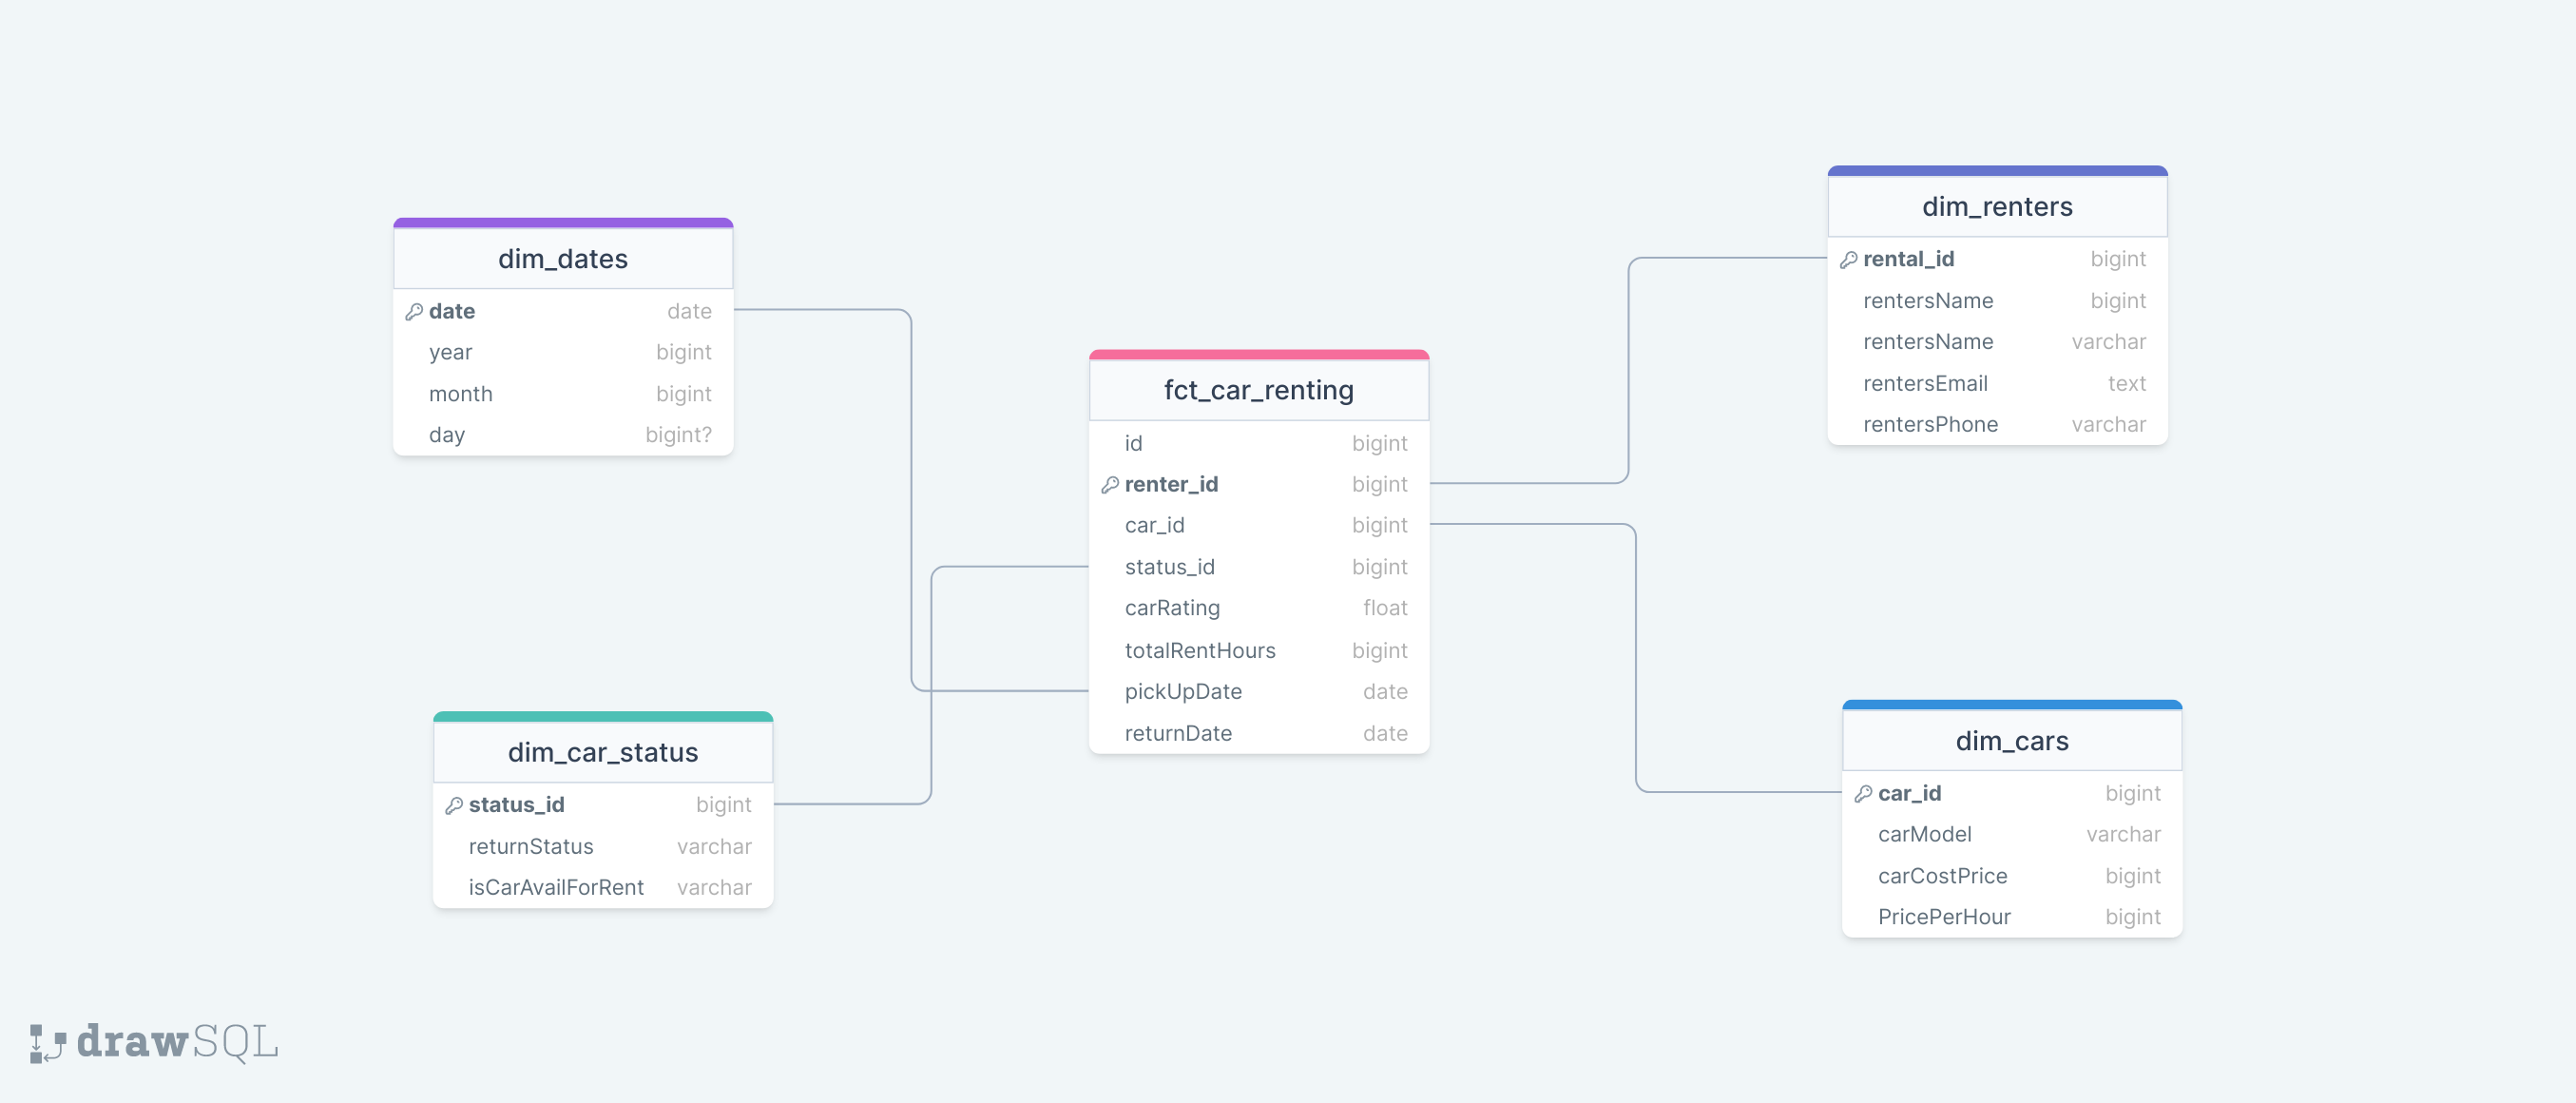 dim_dates
date date
year bigint
month bigint
day bigint?
dim_car_status
status_id bigint
returnStatus varchar
isCarAvailForRent varchar
fct_car_renting
id bigint
renter_id bigint
car_id bigint
status_id bigint
carRating float
totalRentHours bigint
pickUpDate date
returnDate date
dim_renters
rental_id bigint
rentersName bigint
rentersName varchar
rentersEmail text
rentersPhone varchar
dim_cars
car_id bigint
carModel varchar
carCostPrice bigint
PricePerHour bigint
drawSQL